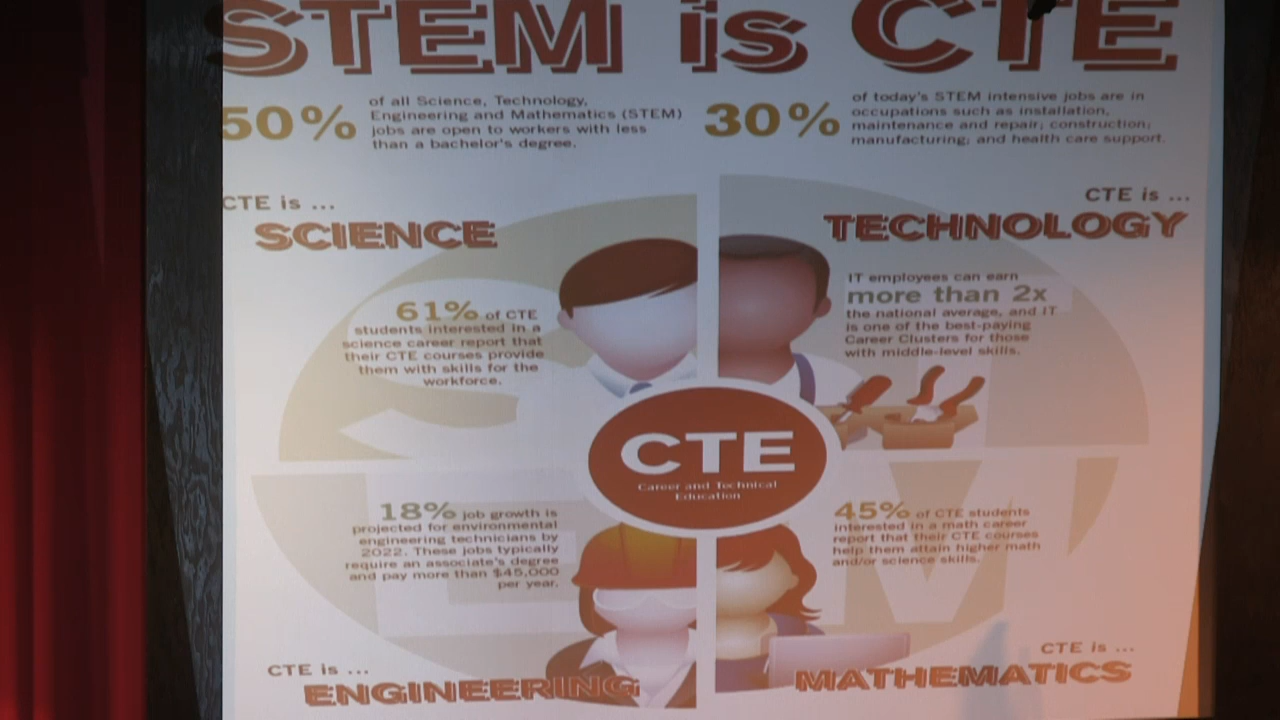 STEM is CTE
50%
of all Science, Technology,
Engineering and Mathematics (STEM)
jobs are open to workers with less
than a bachelor's degree.
30%
of today's STEM intensive jobs are in
occupations such as installation,
maintenance and repair; construction;
manufacturing; and health care support.
CTE is ...
SCIENCE
61% of CTE
students interested in a
science career report that
their CTE courses provide
them with skills for the
workforce.
CTE is ...
TECHNOLOGY
IT employees can earn
more than 2x
the national average, and IT
is one of the best-paying
Career Clusters for those
with middle-level skills.
CTE
Career and Technical
Education
18% job growth is
projected for environmental
engineering technicians by
2022. These jobs typically
require an associate's degree
and pay more than $45,000
per year.
CTE is ...
ENGINEERING
45% of CTE students
interested in a math career
report that their CTE courses
help them attain higher math
and/or science skills.
CTE is ...
MATHEMATICS